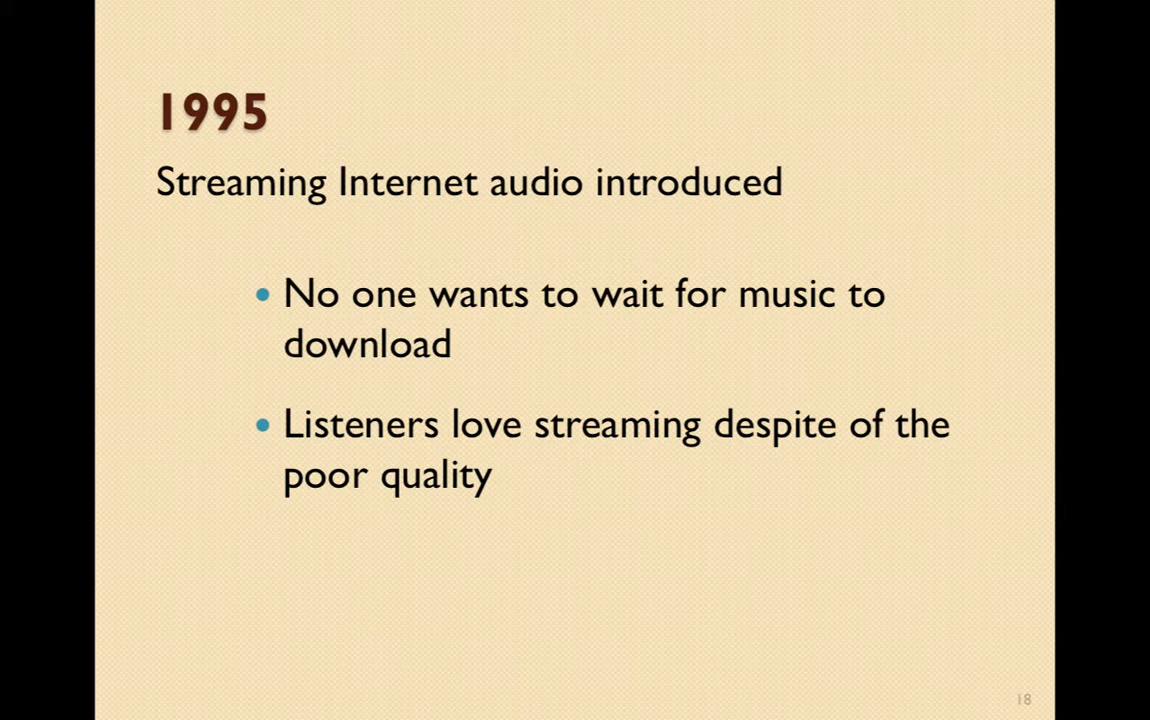 1995
Streaming Internet audio introduced
• No one wants to wait for music to
download
• Listeners love streaming despite of the
poor quality
18